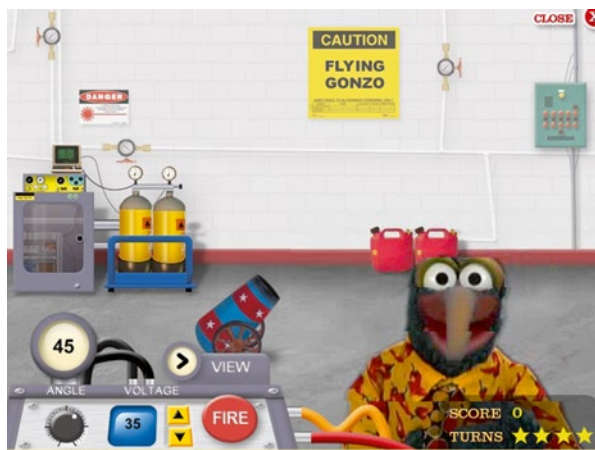 CLOSE X
CAUTION
FLYING
GONZO
DANGER
45
VIEW
ANGLE
VOLTAGE
35
FIRE
SCORE 0
TURNS